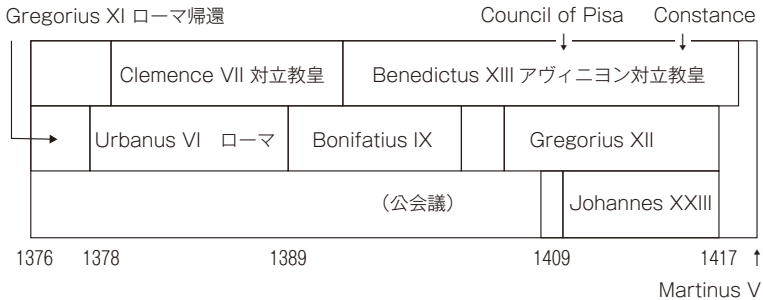 Gregorius XI ローマ帰還
Council of Pisa
Constance
Clemence VII 対立教皇
Benedictus XIII アヴィニヨン対立教皇
Urbanus VI ローマ
Bonifatius IX
Gregorius XII
（公会議）
Johannes XXIII
1376
1378
1389
1409
1417
Martinus V